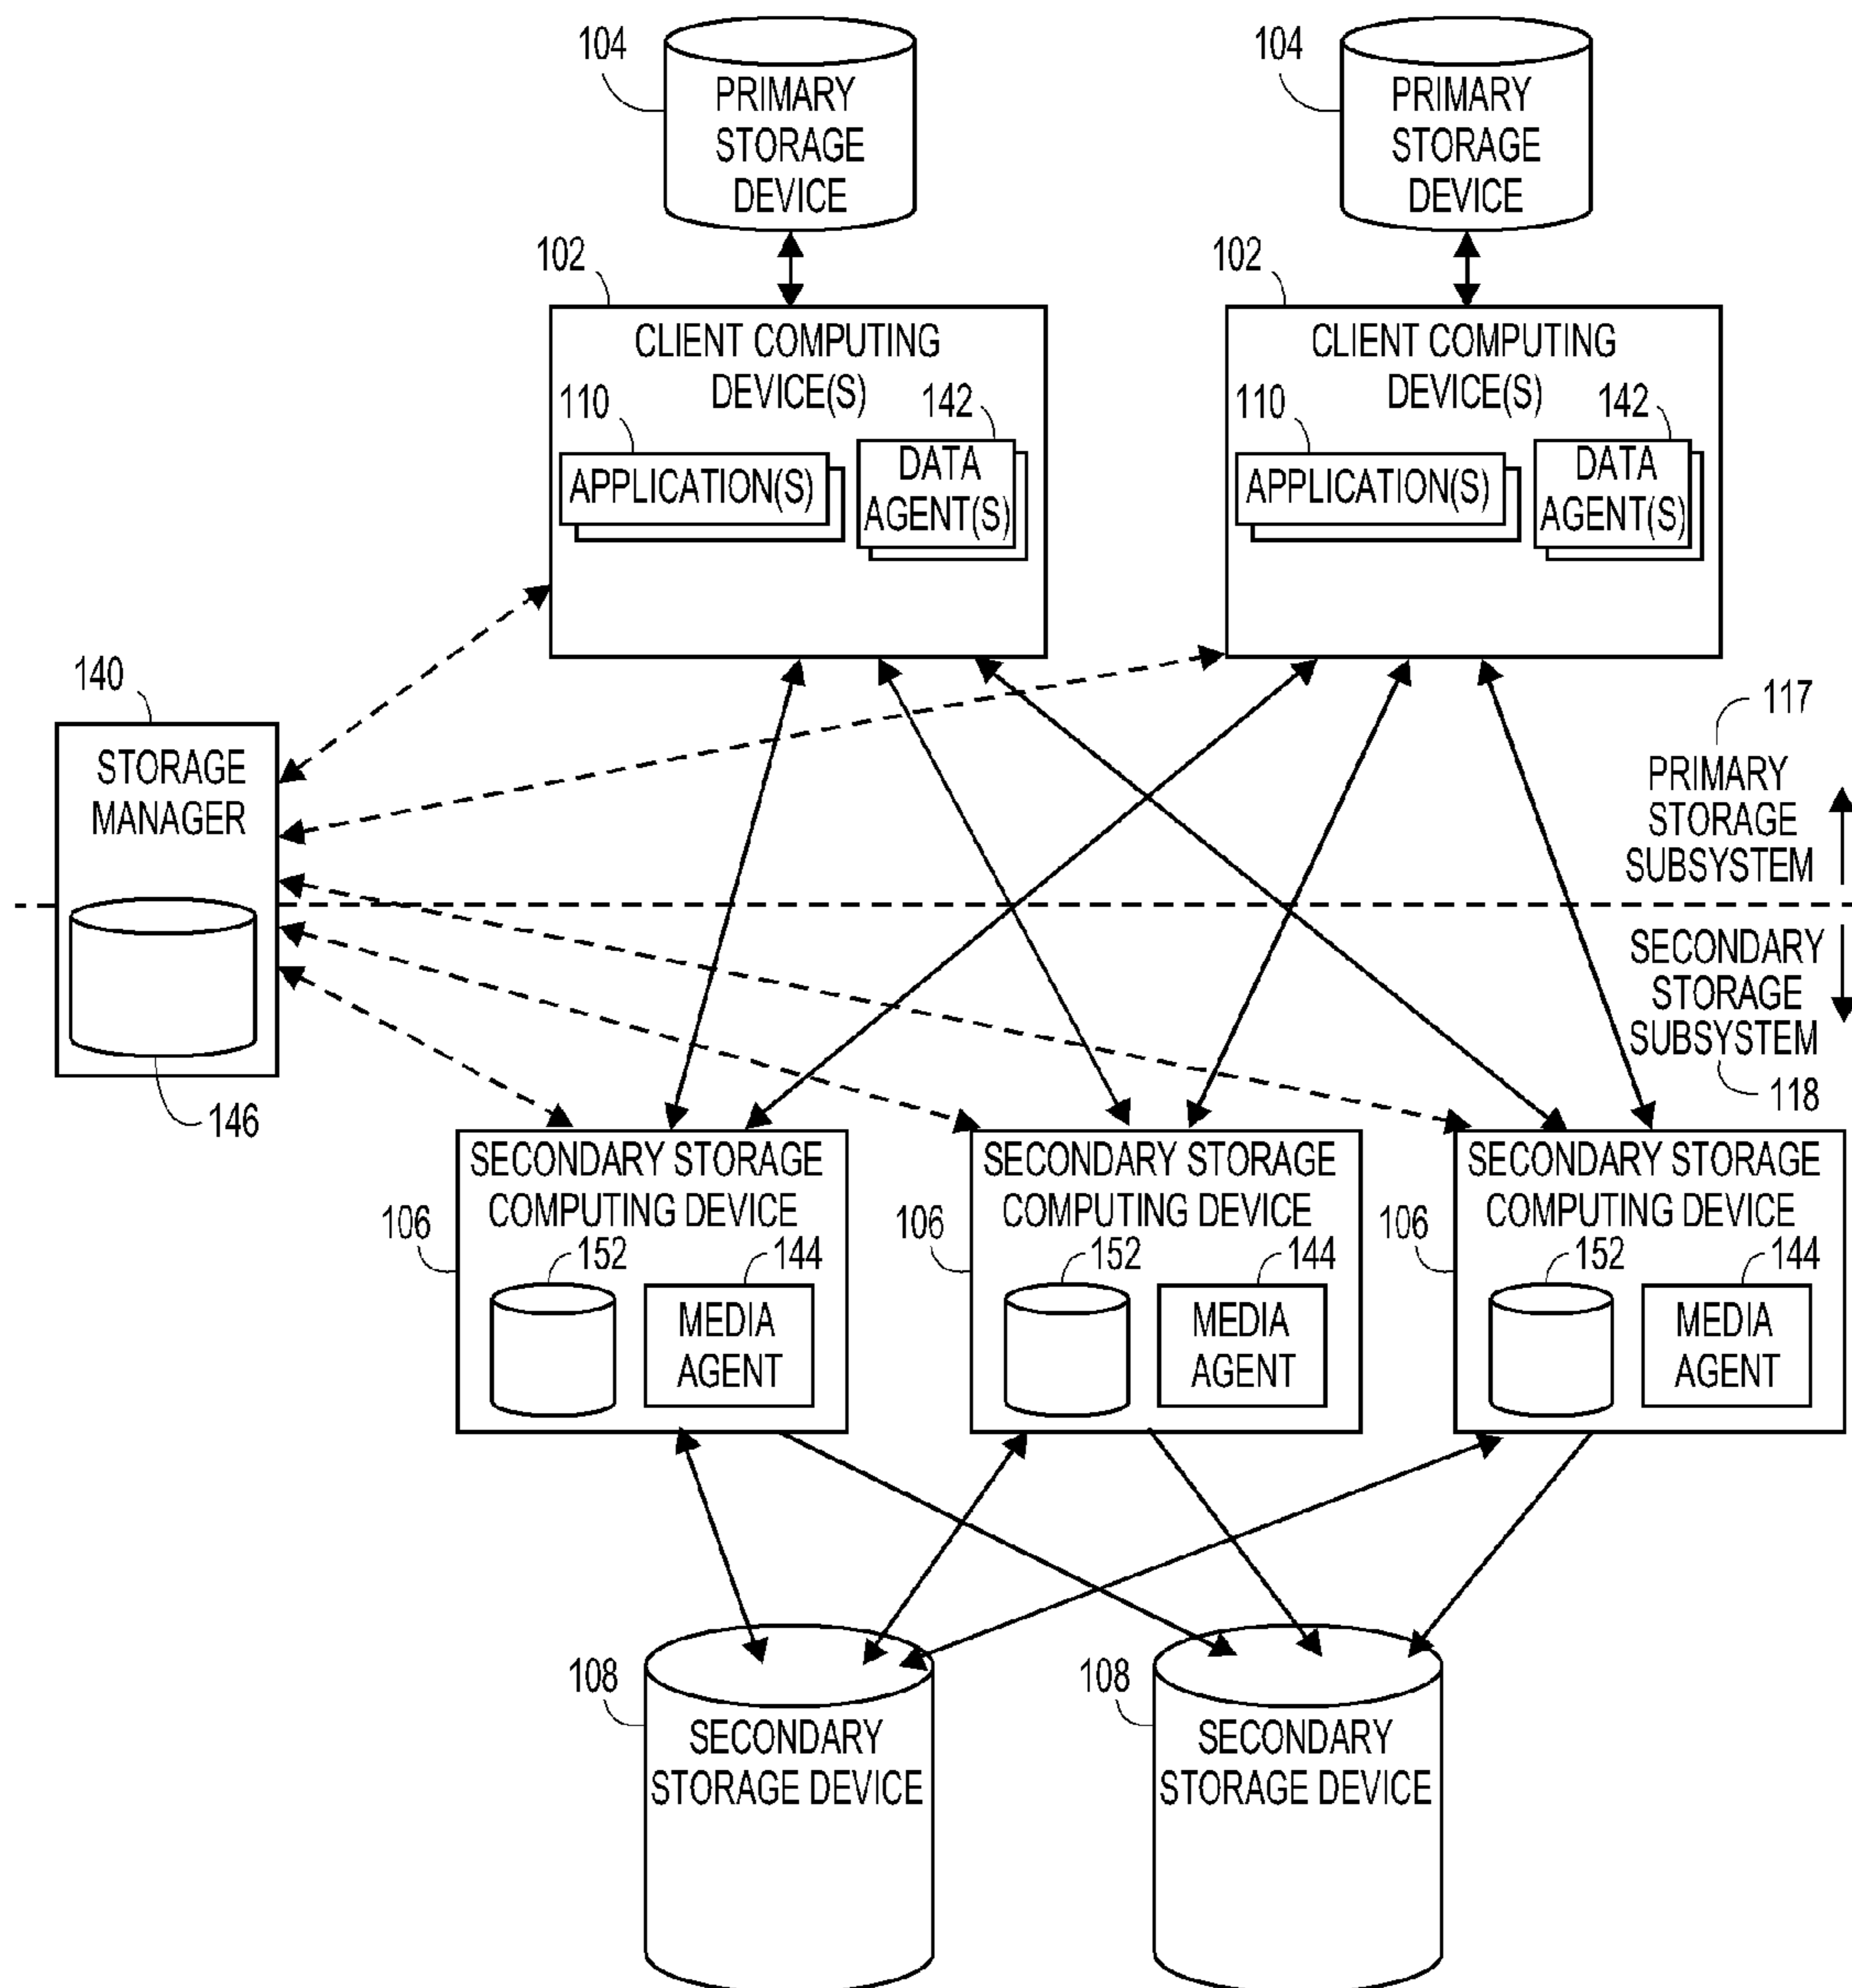 104
PRIMARY
STORAGE
DEVICE
104
PRIMARY
STORAGE
DEVICE
102
CLIENT COMPUTING
DEVICE(S)
110
APPLICATION(S)
142
DATA
AGENT(S)
102
CLIENT COMPUTING
DEVICE(S)
110
APPLICATION(S)
142
DATA
AGENT(S)
140
STORAGE
MANAGER
146
117
PRIMARY
STORAGE
SUBSYSTEM
SECONDARY
STORAGE
SUBSYSTEM
118
106
SECONDARY STORAGE
COMPUTING DEVICE
152
144
MEDIA
AGENT
106
SECONDARY STORAGE
COMPUTING DEVICE
152
144
MEDIA
AGENT
106
SECONDARY STORAGE
COMPUTING DEVICE
152
144
MEDIA
AGENT
108
SECONDARY
STORAGE DEVICE
108
SECONDARY
STORAGE DEVICE